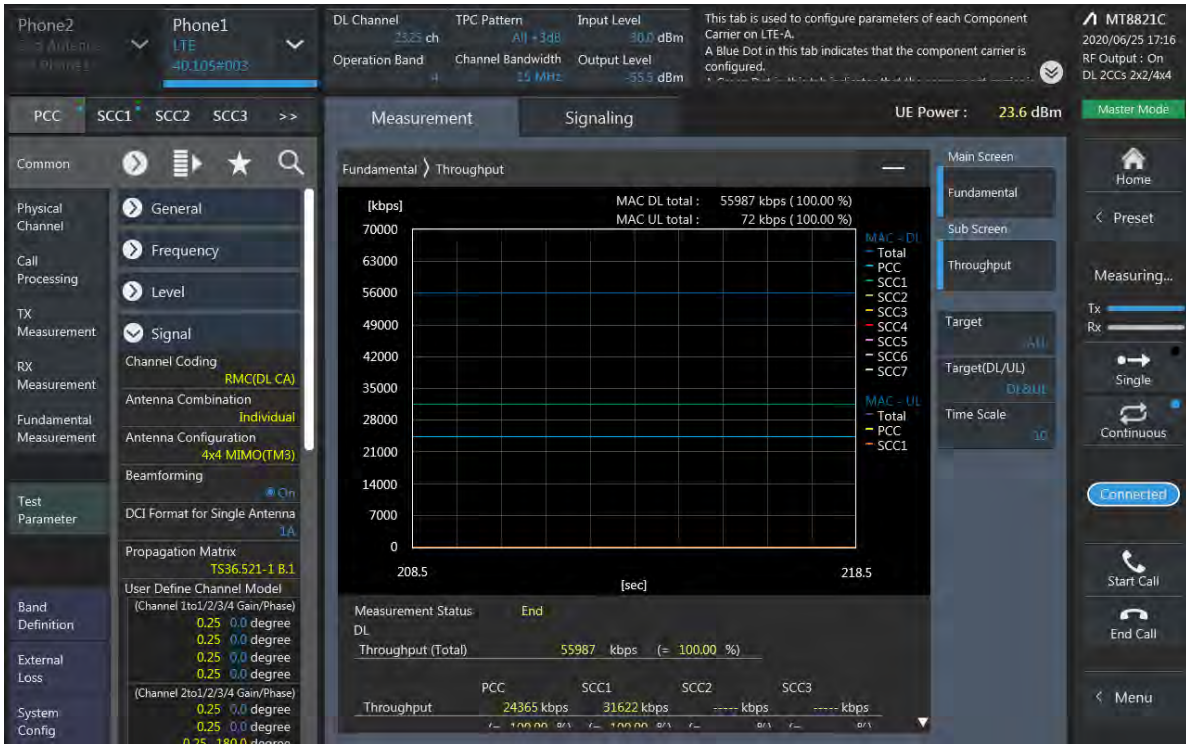 Phone2
Phone1
LTE
40.105#003
DL Channel
2325 ch
TPC Pattern
All +3dB
Input Level
30.0 dBm
Operation Band
4
Channel Bandwidth
15 MHz
Output Level
-55.5 dBm
This tab is used to configure parameters of each Component
Carrier on LTE-A.
A Blue Dot in this tab indicates that the component carrier is
configured.
MT8821C
2020/06/25 17:16
RF Output : On
DL 2CCs 2x2/4x4
PCC SCC1 SCC2 SCC3 >>
Measurement
Signaling
UE Power : 23.6 dBm
Master Mode
Common
Physical
Channel
Call
Processing
TX
Measurement
RX
Measurement
Fundamental
Measurement
Test
Parameter
Band
Definition
External
Loss
System
Config
General
Frequency
Level
Signal
Channel Coding
RMC(DL CA)
Antenna Combination
Individual
Antenna Configuration
4x4 MIMO(TM3)
Beamforming
On
DCI Format for Single Antenna
1A
Propagation Matrix
TS36.521-1 B.1
User Define Channel Model
(Channel 1to1/2/3/4 Gain/Phase)
0.25 0.0 degree
0.25 0.0 degree
0.25 0.0 degree
0.25 0.0 degree
(Channel 2to1/2/3/4 Gain/Phase)
0.25 0.0 degree
0.25 0.0 degree
0.25 180.0 degree
Fundamental 〉 Throughput
[kbps]
MAC DL total : 55987 kbps ( 100.00 %)
MAC UL total : 72 kbps ( 100.00 %)
70000
63000
56000
49000
42000
35000
28000
21000
14000
7000
0
208.5
218.5
[sec]
MAC - DL
Total
PCC
SCC1
SCC2
SCC3
SCC4
SCC5
SCC6
SCC7
MAC - UL
Total
PCC
SCC1
Measurement Status End
DL
Throughput (Total) 55987 kbps (= 100.00 %)
PCC SCC1 SCC2 SCC3
Throughput 24365 kbps 31622 kbps ----- kbps ----- kbps
(= 100.00 %) (= 100.00 %) (= %) (= %)
Main Screen
Fundamental
Sub Screen
Throughput
Target
ALL
Target(DL/UL)
DL&UL
Time Scale
10
Home
< Preset
Measuring...
Tx
Rx
Single
Continuous
Connected
Start Call
End Call
< Menu